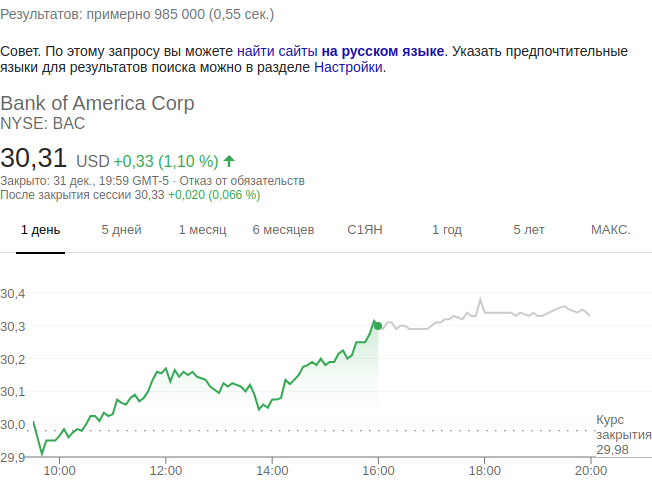 Результатов: примерно 985 000 (0,55 сек.)
Совет. По этому запросу вы можете найти сайты на русском языке. Указать предпочтительные
языки для результатов поиска можно в разделе Настройки.
Bank of America Corp
NYSE: BAC
30,31 USD +0,33 (1,10 %)
Закрыто: 31 дек., 19:59 GMT-5 · Отказ от обязательств
После закрытия сессии 30,33 +0,020 (0,066 %)
1 день 5 дней 1 месяц 6 месяцев С1ЯН 1 год 5 лет МАКС.
30,4
30,3
30,2
30,1
30,0
29,9
Курс
закрытия
29,98
10:00 12:00 14:00 16:00 18:00 20:00